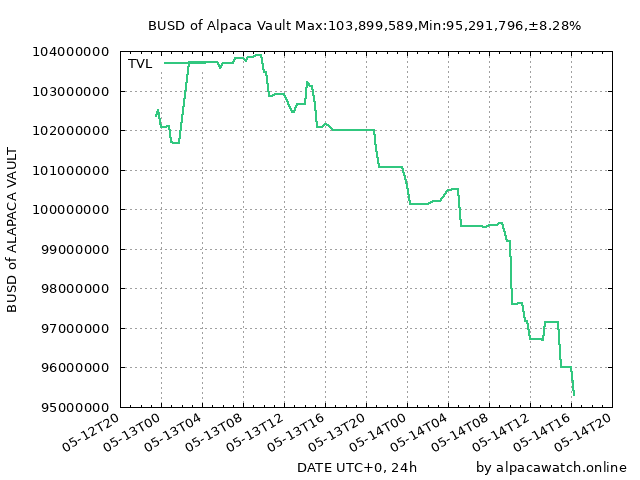 BUSD of Alpaca Vault Max:103,899,589,Min:95,291,796,±8.28%
104000000
TVL
103000000
102000000
101000000
100000000
99000000
98000000
97000000
96000000
95000000
BUSD of ALAPACA VAULT
05-12T20
05-13T00
05-13T04
05-13T08
05-13T12
05-13T16
05-13T20
05-14T00
05-14T04
05-14T08
05-14T12
05-14T16
05-14T20
DATE UTC+0, 24h
by alpacawatch.online